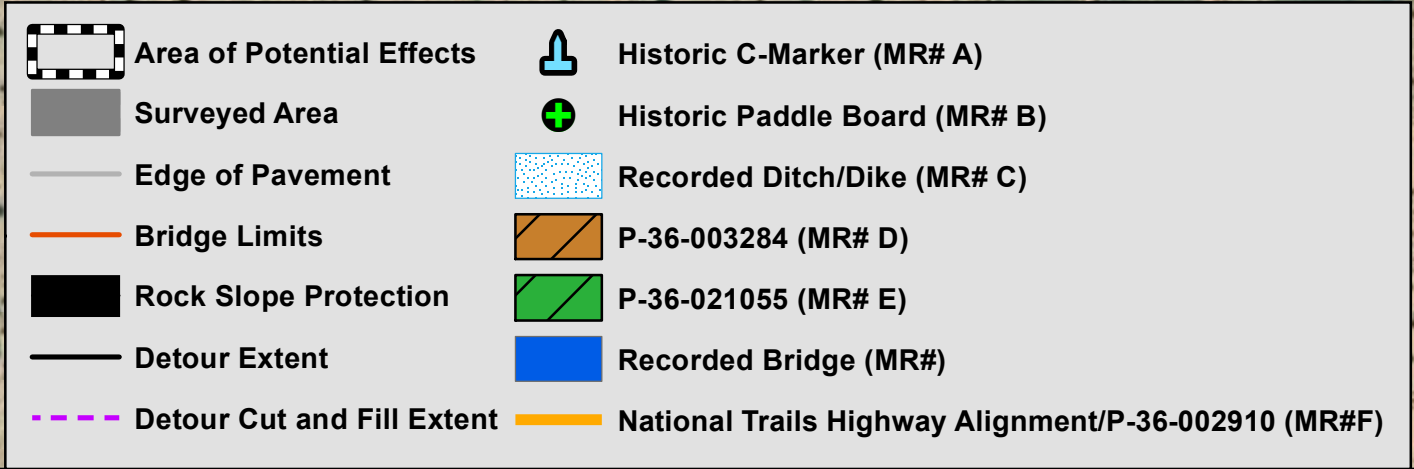 Area of Potential Effects
Surveyed Area
Edge of Pavement
Bridge Limits
Rock Slope Protection
Detour Extent
Detour Cut and Fill Extent
Historic C-Marker (MR# A)
Historic Paddle Board (MR# B)
Recorded Ditch/Dike (MR# C)
P-36-003284 (MR# D)
P-36-021055 (MR# E)
Recorded Bridge (MR#)
National Trails Highway Alignment/P-36-002910 (MR#F)